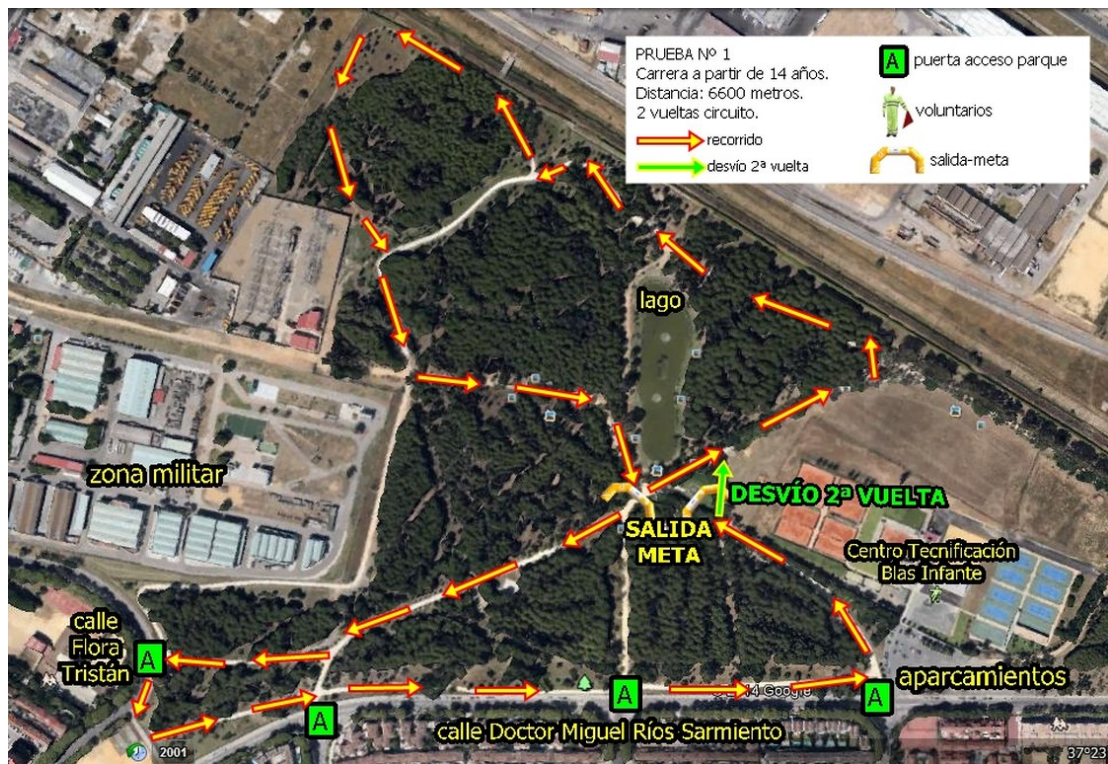 PRUEBA Nº 1
Carrera a partir de 14 años.
Distancia: 6600 metros.
2 vueltas circuito.
recorrido
desvío 2ª vuelta
A puerta acceso parque
voluntarios
salida-meta
lago
zona militar
DESVÍO 2ª VUELTA
SALIDA
META
Centro Tecnificación
Blas Infante
calle
Flora
Tristán
A
aparcamientos
A
A
A
Google
calle Doctor Miguel Ríos Sarmiento
2001
37°23